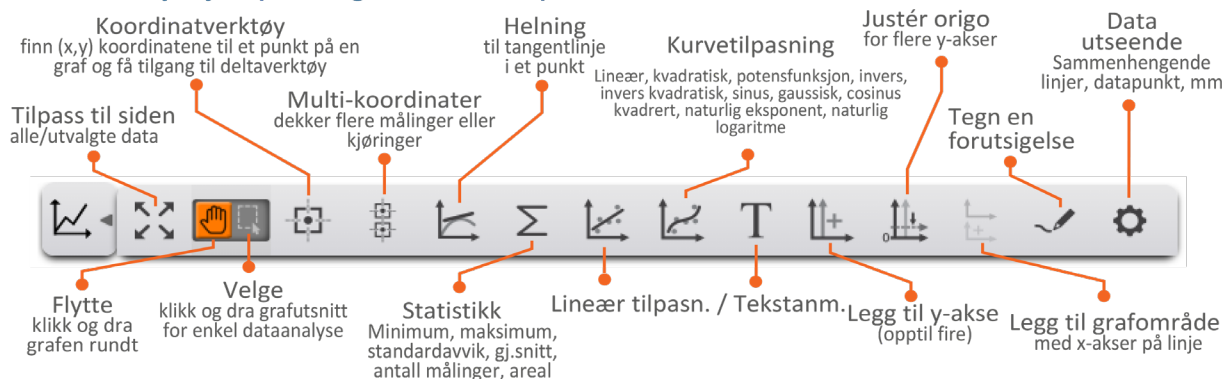 Koordinatverktøy
finn (x,y) koordinatene til et punkt på en
graf og få tilgang til deltaverktøy
Helning
til tangentlinje
i et punkt
Justér origo
for flere y-akser
Data
utseende
Sammenhengende
linjer, datapunkt, mm
Kurvetilpasning
Lineær, kvadratisk, potensfunksjon, invers,
invers kvadratisk, sinus, gaussisk, cosinus
kvadrert, naturlig eksponent, naturlig
logaritme
Multi-koordinater
dekker flere målinger eller
kjøringer
Tilpass til siden
alle/utvalgte data
Tegn en
forutsigelse
T
0
Flytte
klikk og dra
grafen rundt
Velge
klikk og dra grafutsnitt
for enkel dataanalyse
Statistikk
Minimum, maksimum,
standardavvik, gj.snitt,
antall målinger, areal
Lineær tilpasn. / Tekstanm.
Legg til y-akse
(opptil fire)
Legg til grafområde
med x-akser på linje